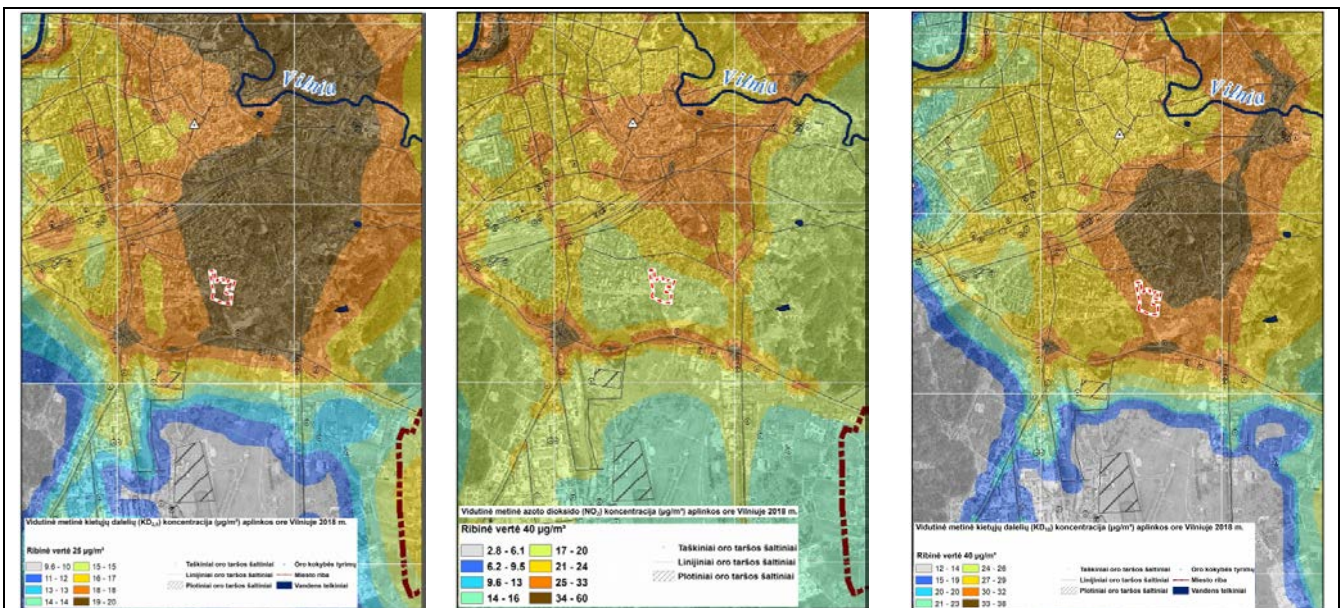 Vilnia
Vidutinė metinė kietųjų dalelių (KD2,5) koncentracija (µg/m³) aplinkos ore Vilniuje 2018 m.
Ribinė vertė 25 µg/m³
9.6 - 10
11 - 12
13 - 13
14 - 14
15 - 15
16 - 17
18 - 18
19 - 20
Taškiniai oro taršos šaltiniai
Linijiniai oro taršos šaltiniai
Plotiniai oro taršos šaltiniai
Oro kokybės tyrimų
Miesto riba
Vandens telkiniai
Vilnia
Vidutinė metinė azoto dioksido (NO2) koncentracija (µg/m³) aplinkos ore Vilniuje 2018 m.
Ribinė vertė 40 µg/m³
2.8 - 6.1
6.2 - 9.5
9.6 - 13
14 - 16
17 - 20
21 - 24
25 - 33
34 - 60
Taškiniai oro taršos šaltiniai
Linijiniai oro taršos šaltiniai
Plotiniai oro taršos šaltiniai
Vilnia
Vidutinė metinė kietųjų dalelių (KD10) koncentracija (µg/m³) aplinkos ore Vilniuje 2018 m.
Ribinė vertė 40 µg/m³
12 - 14
15 - 19
20 - 20
21 - 23
24 - 26
27 - 29
30 - 32
33 - 38
Taškiniai oro taršos šaltiniai
Linijiniai oro taršos šaltiniai
Plotiniai oro taršos šaltiniai
Oro kokybės tyrimų
Miesto riba
Vandens telkiniai